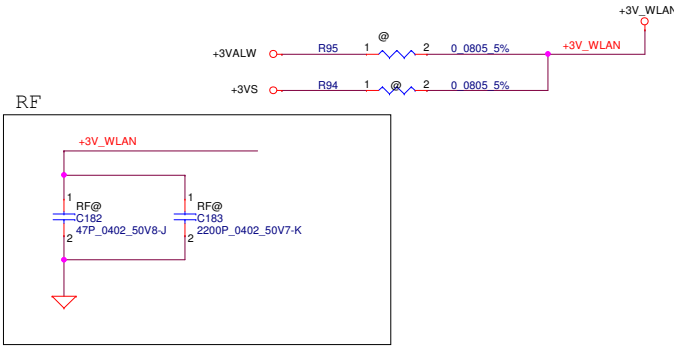 +3V_WLAN
@
+3VALW R95 1 2 0_0805_5% +3V_WLAN
+3VS R94 1 @ 2 0_0805_5%
RF
+3V_WLAN
1 1
RF@ RF@
C182 C183
47P_0402_50V8-J 2200P_0402_50V7-K
2 2